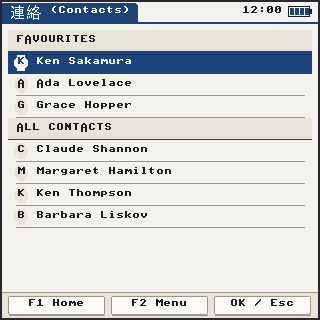 連絡 (Contacts) 12:00
FAVOURITES
K Ken Sakamura
A Ada Lovelace
G Grace Hopper
ALL CONTACTS
C Claude Shannon
M Margaret Hamilton
K Ken Thompson
B Barbara Liskov
F1 Home F2 Menu OK / Esc